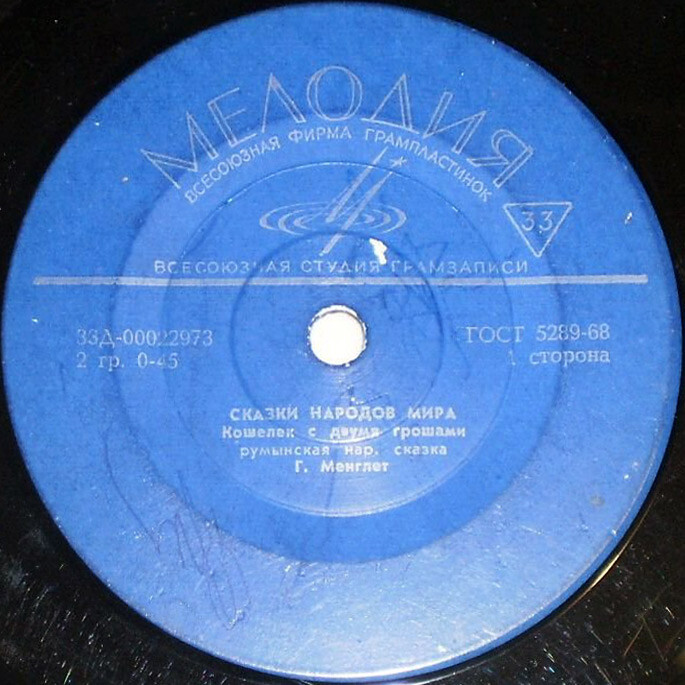 МЕЛОДИЯ
ВСЕСОЮЗНАЯ ФИРМА ГРАМПЛАСТИНОК
33
ВСЕСОЮЗНАЯ СТУДИЯ ГРАМЗАПИСИ
33Д-00022973 ГОСТ 5289-68
2 гр. 0-45 1 сторона
СКАЗКИ НАРОДОВ МИРА
Кошелек с двумя грошами
румынская нар. сказка
Г. Менглет